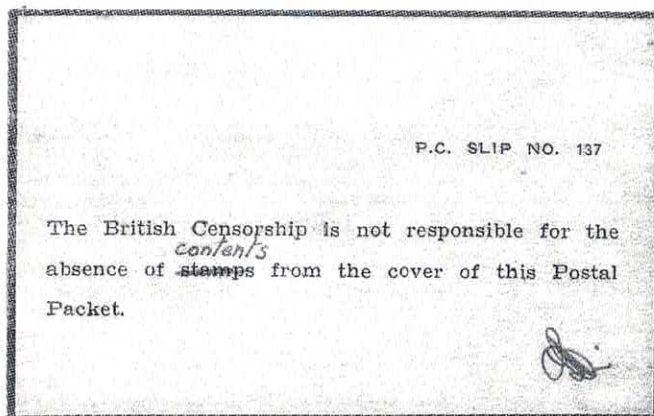 P.C. SLIP NO. 137
The British Censorship is not responsible for the
contents
absence of stamps from the cover of this Postal
Packet.